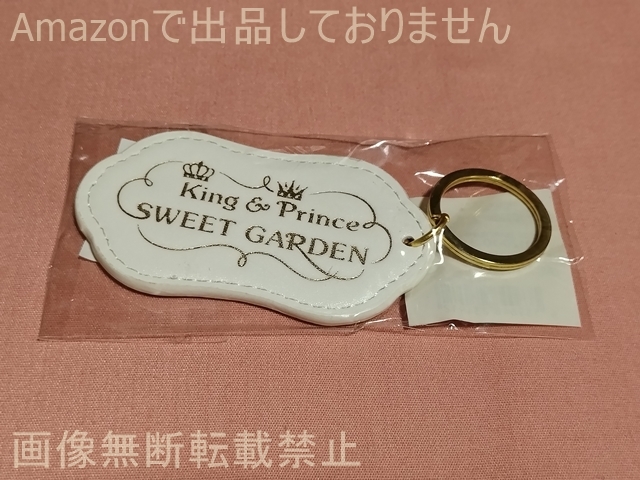 Amazonで出品しておりません
King & Prince
SWEET GARDEN
画像無断転載禁止